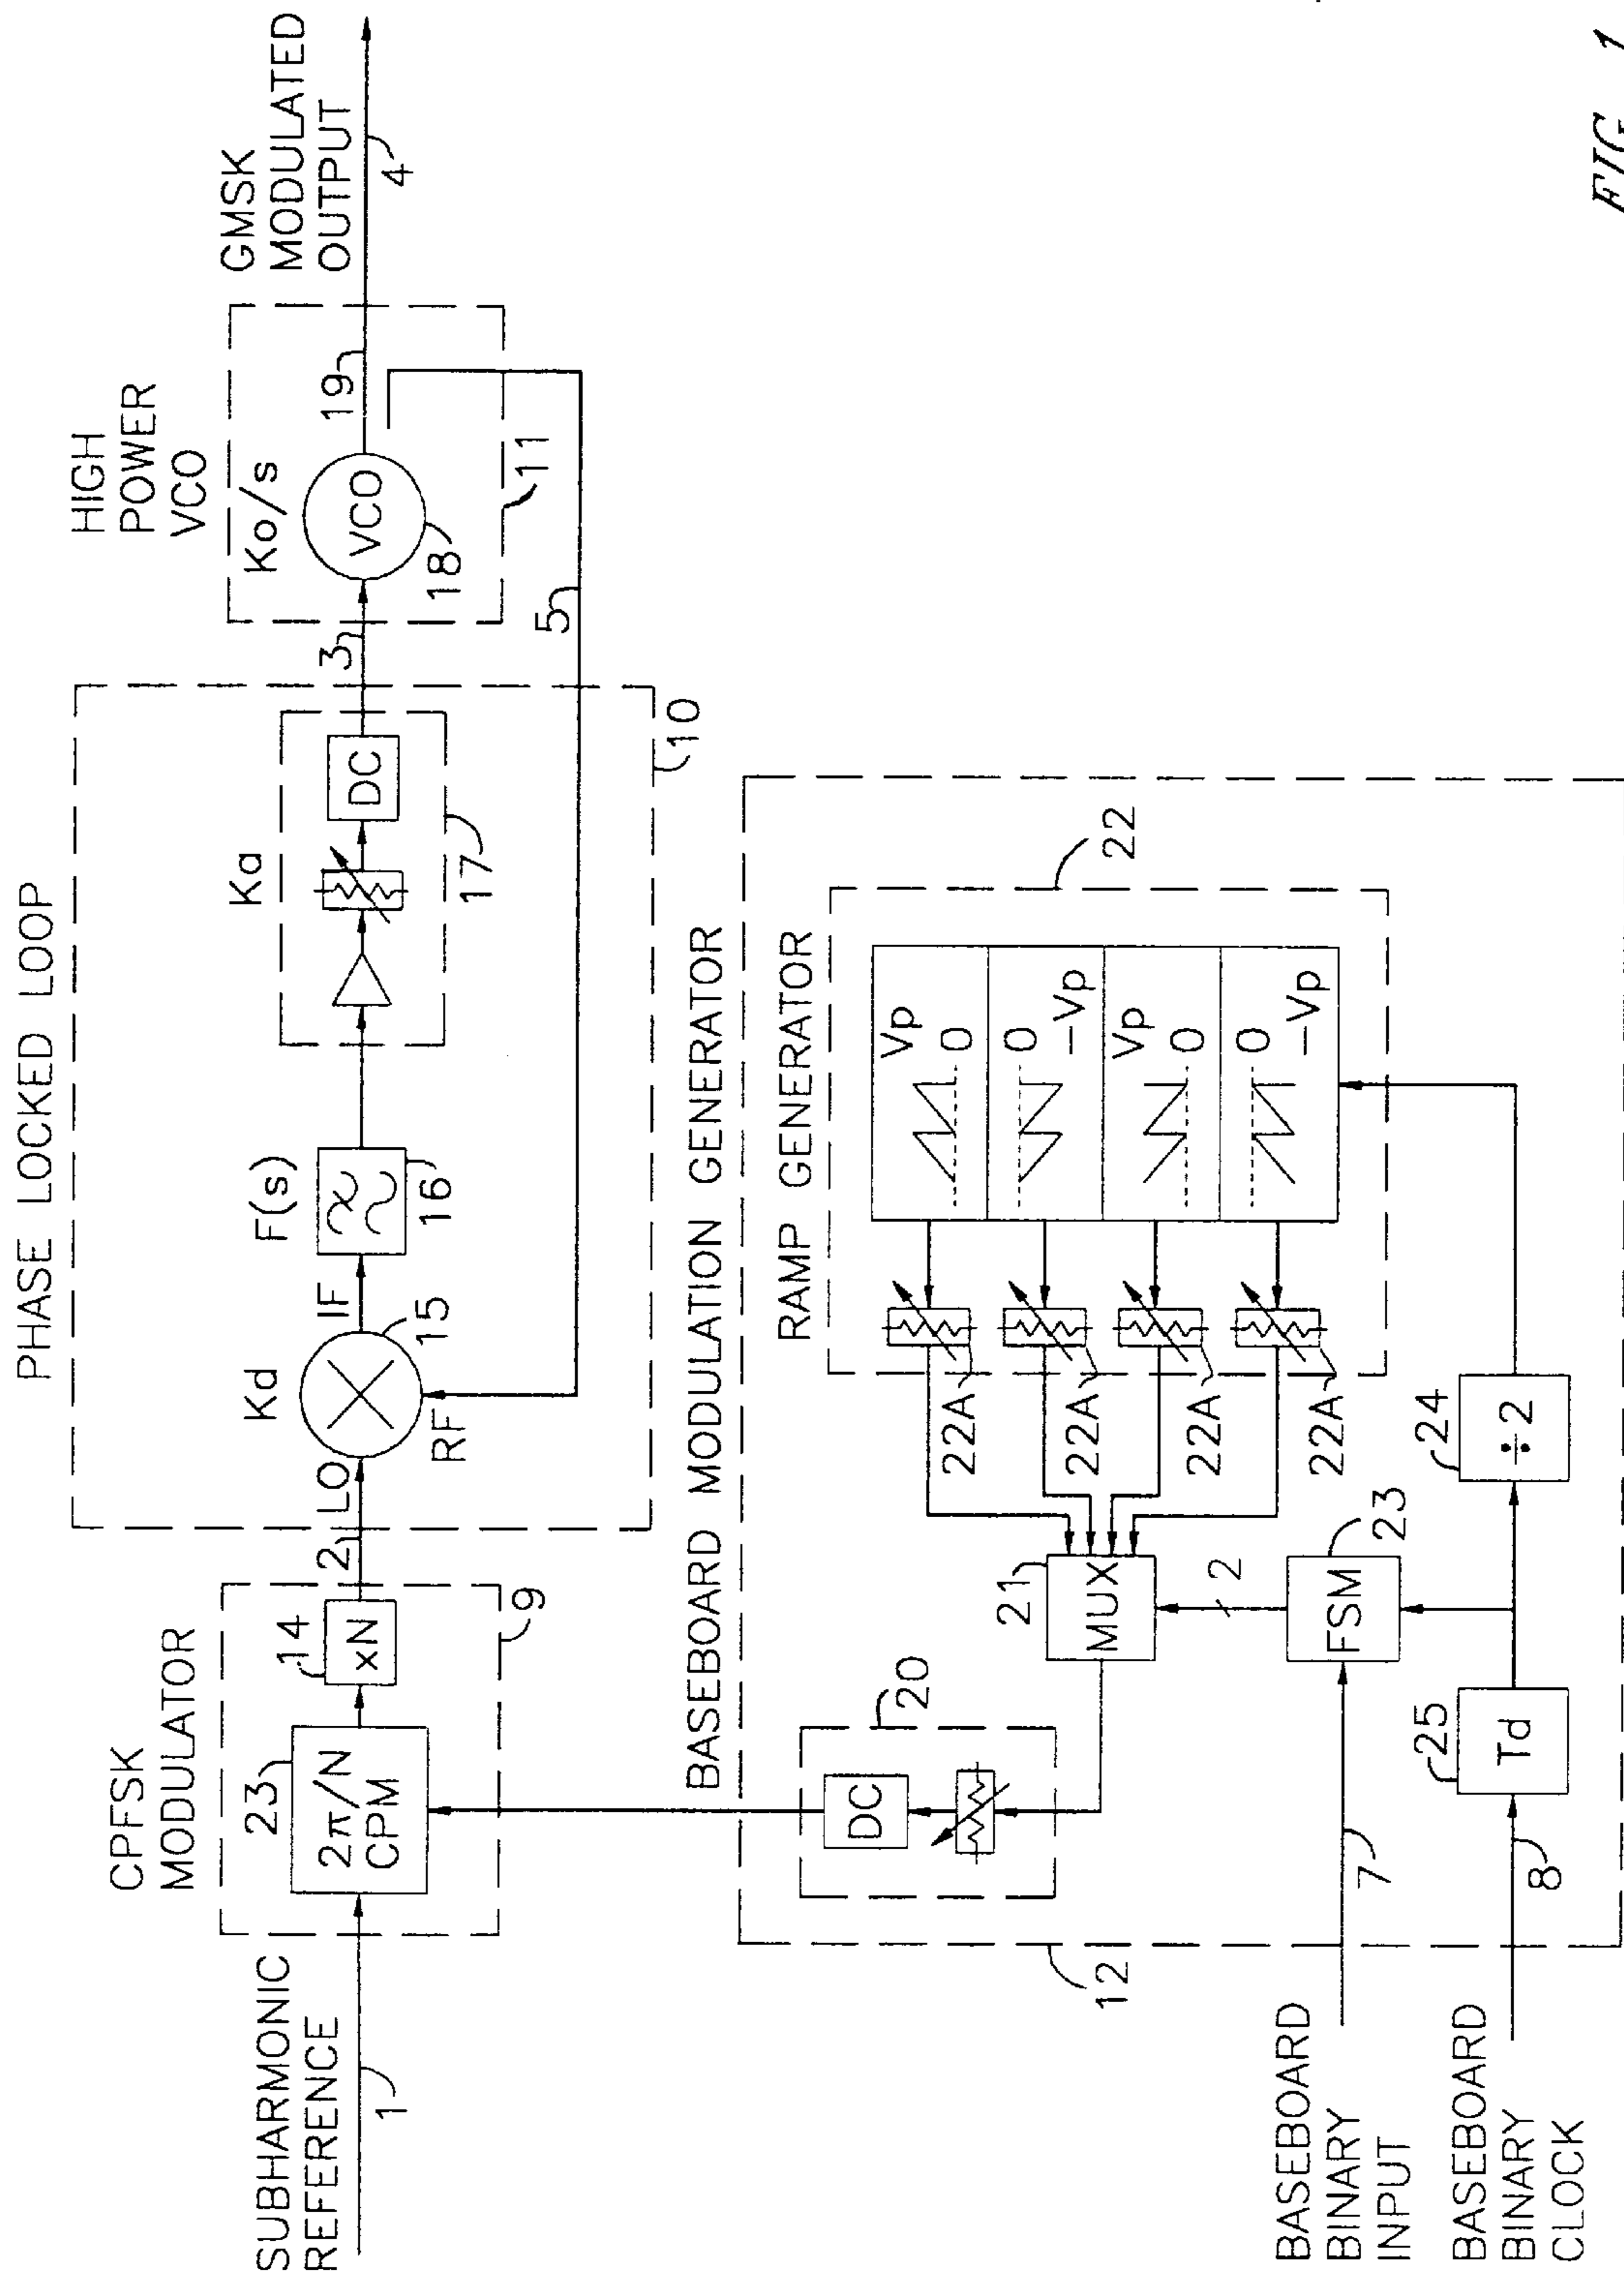 PHASE LOCKED LOOP
HIGH
POWER
VCO
GMSK
MODULATED
OUTPUT
CPFSK
MODULATOR
SUBHARMONIC
REFERENCE
1
23
2π/N
CPM
14
xN
9
2
LO
Kd
15
RF
IF
F(s)
16
Ka
DC
17
10
3
Ko/s
VCO
18
19
11
5
4
BASEBOARD MODULATION GENERATOR
RAMP GENERATOR
22
Vp
0
0
-Vp
Vp
0
0
-Vp
22A
22A
22A
22A
20
DC
21
MUX
2
23
FSM
24
÷2
25
Td
12
7
8
BASEBOARD
BINARY
INPUT
BASEBOARD
BINARY
CLOCK
FIG. 1